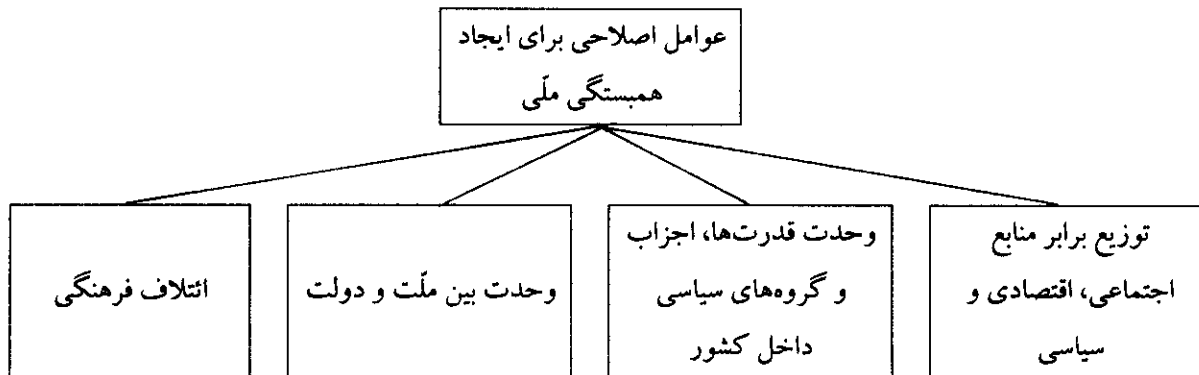 عوامل اصلاحی برای ایجاد
همبستگی ملّی
توزیع برابر منابع
اجتماعی، اقتصادی و
سیاسی
وحدت قدرت‌ها، اجزاب
و گروه‌های سیاسی
داخل کشور
وحدت بین ملّت و دولت
ائتلاف فرهنگی